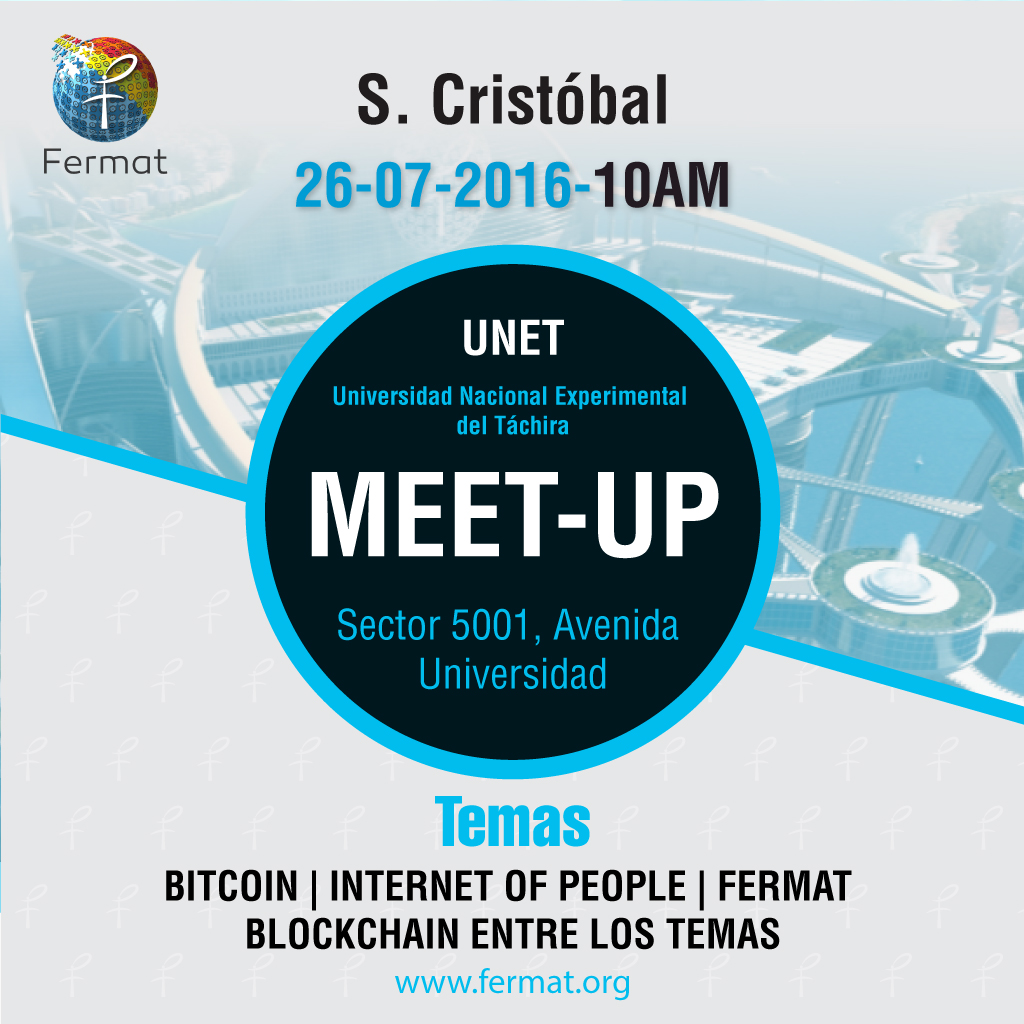 Fermat
S. Cristóbal
26-07-2016-10AM
UNET
Universidad Nacional Experimental
del Táchira
MEET-UP
Sector 5001, Avenida
Universidad
Temas
BITCOIN | INTERNET OF PEOPLE | FERMAT
BLOCKCHAIN ENTRE LOS TEMAS
www.fermat.org